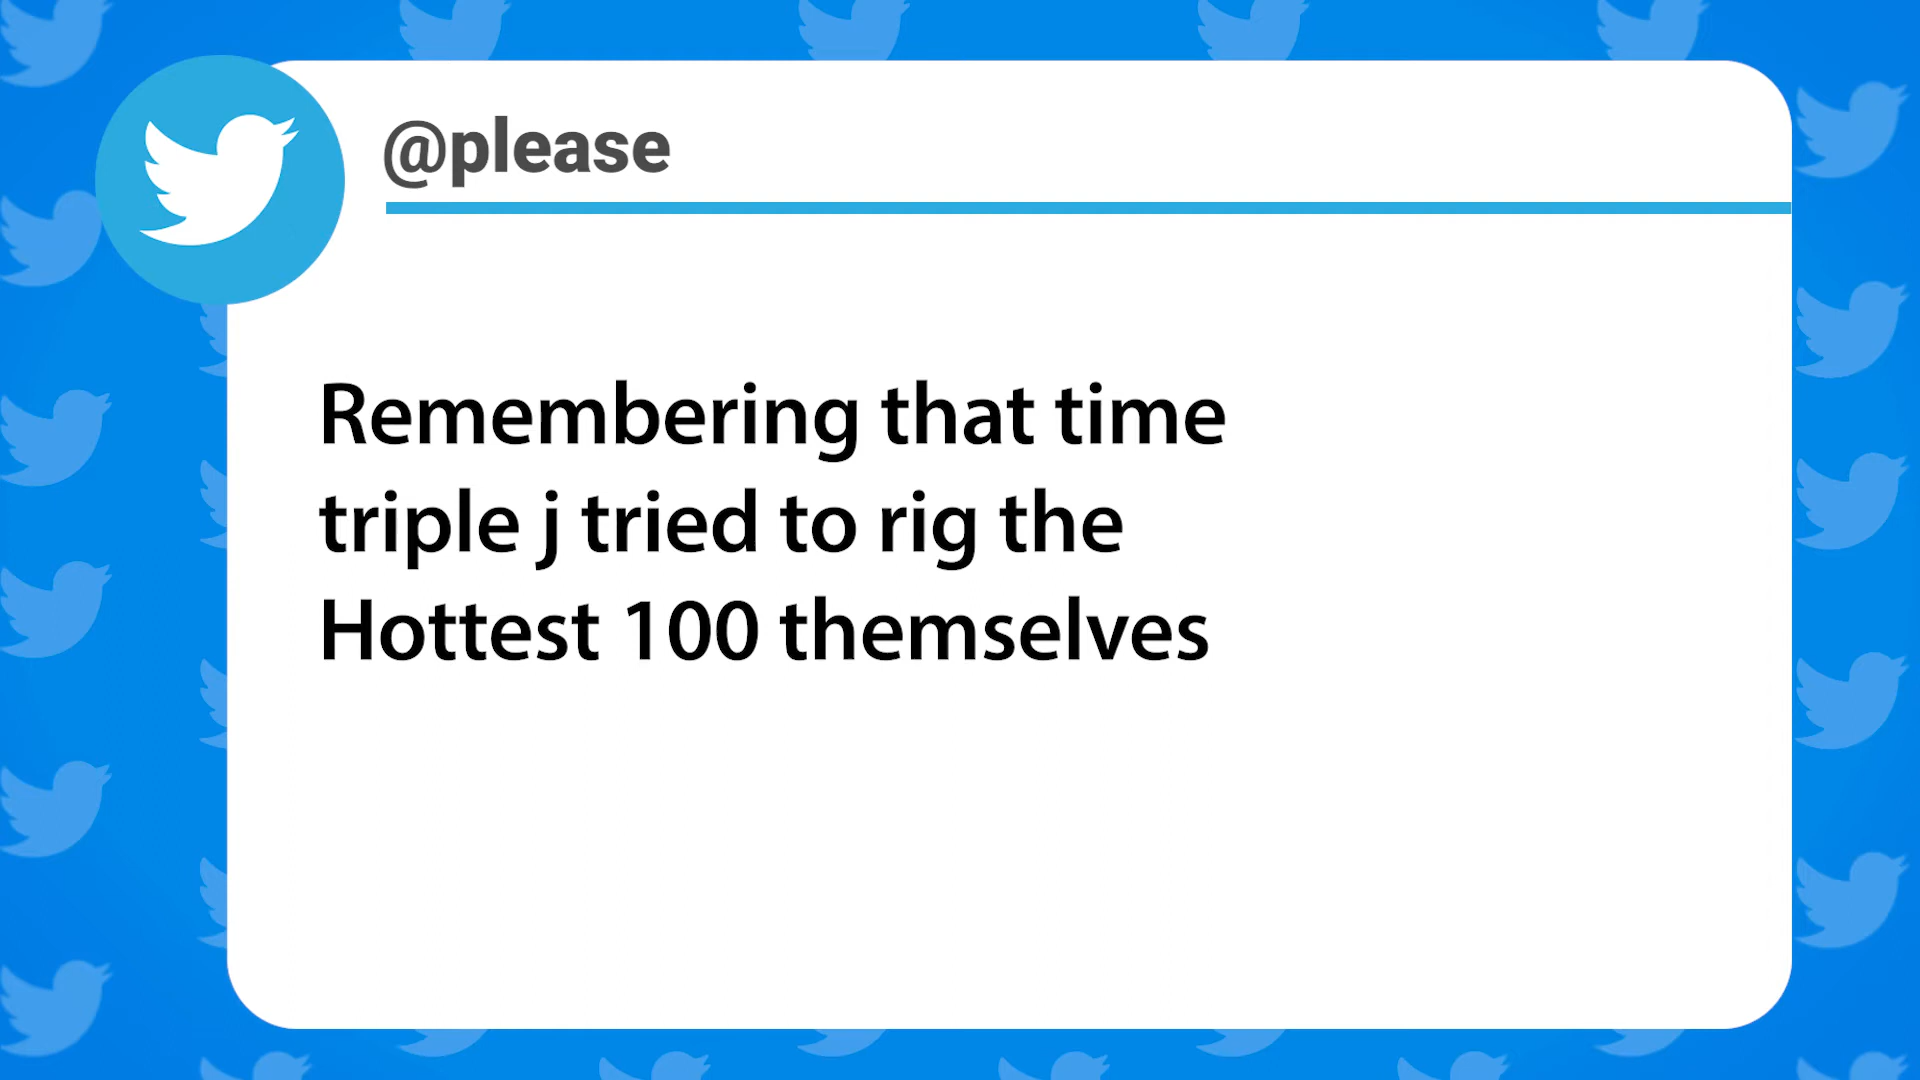 @please
Remembering that time
triple j tried to rig the
Hottest 100 themselves